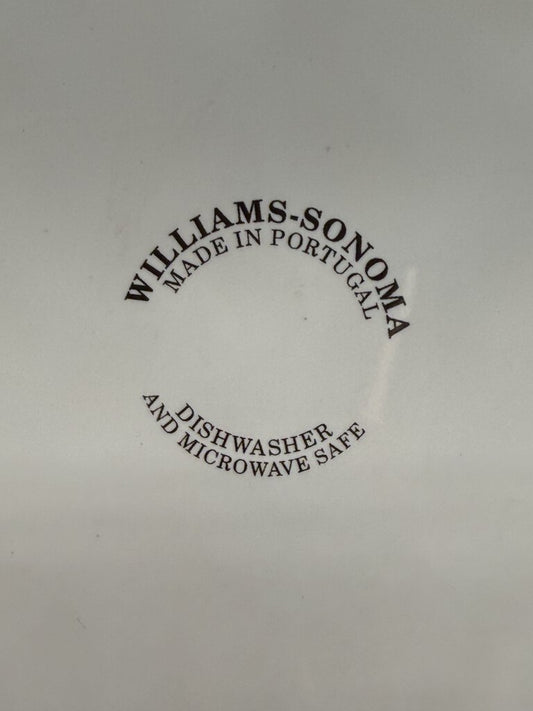 WILLIAMS-SONOMA
MADE IN PORTUGAL
DISHWASHER
AND MICROWAVE SAFE